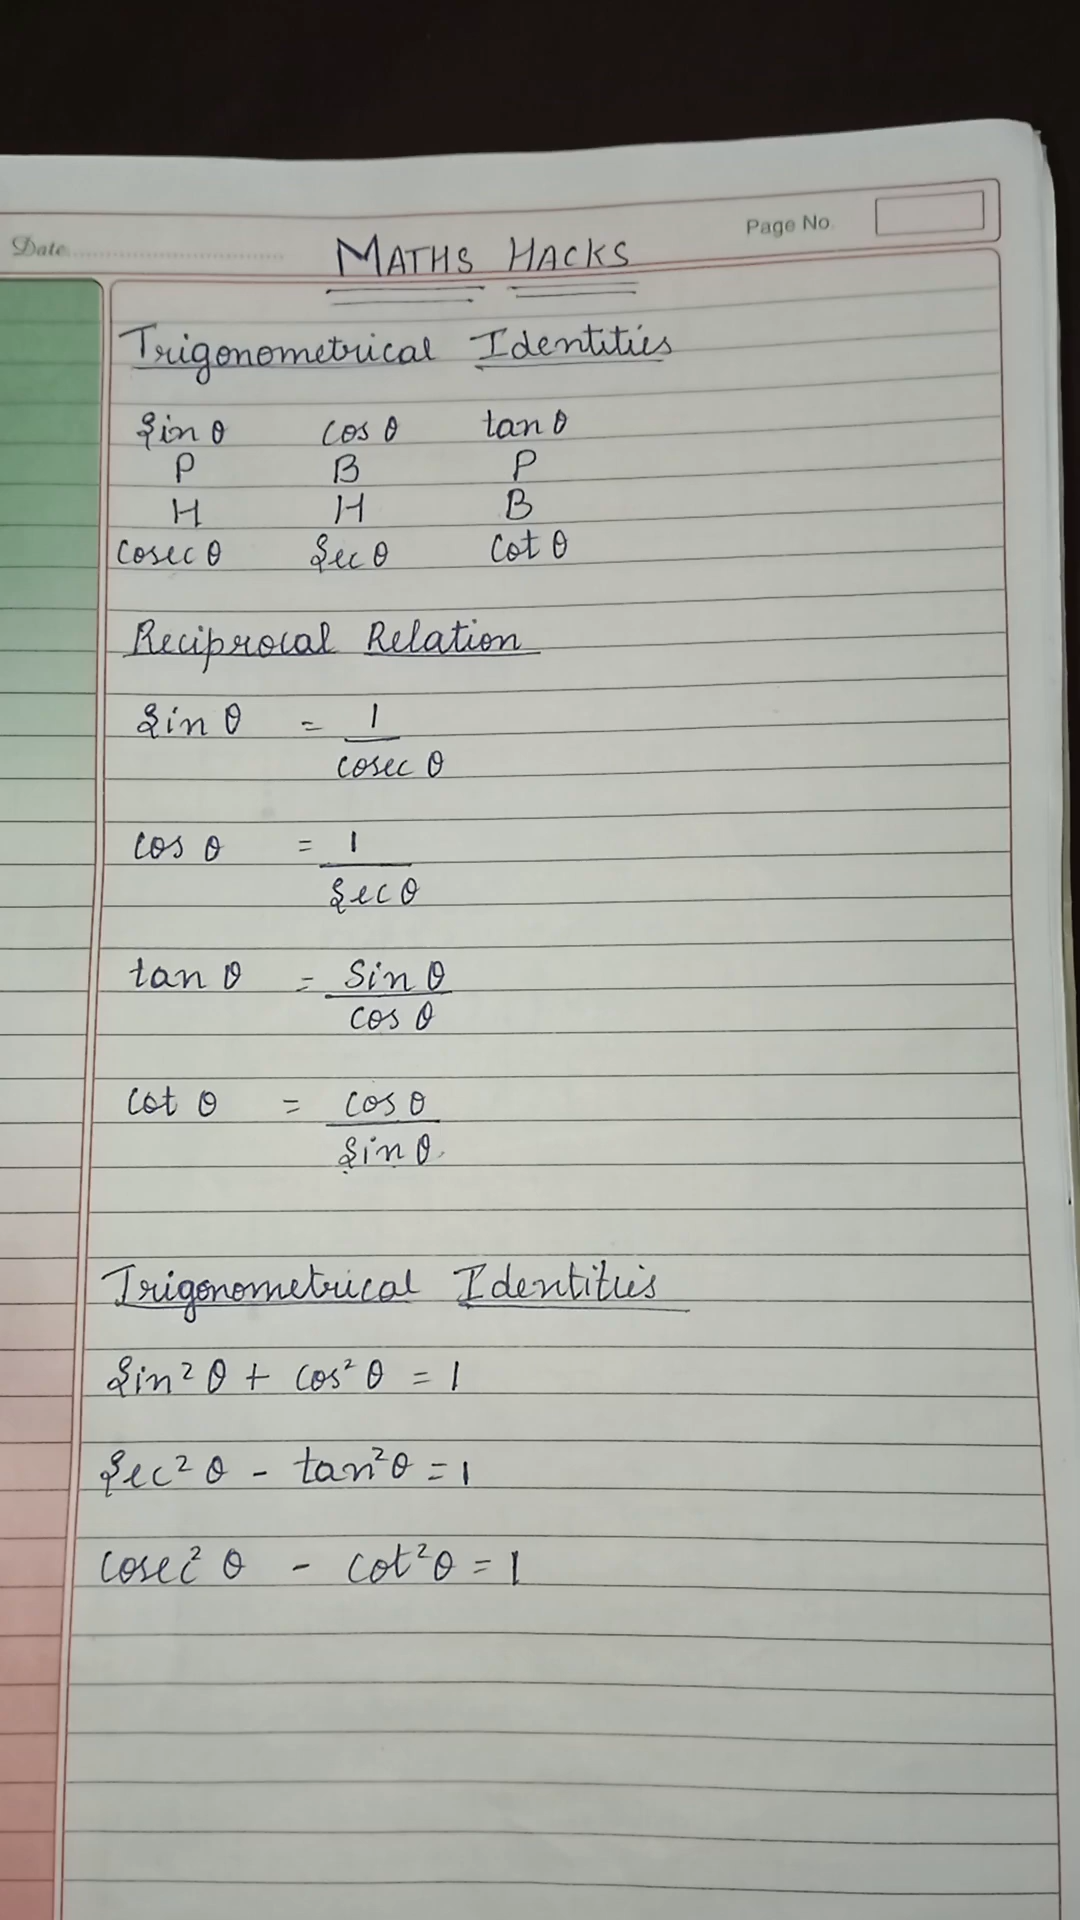 Date
Page No.
MATHS HACKS
Trigonometrical Identities
Sin θ cos θ tan θ
P B P
H H B
Cosec θ Sec θ Cot θ
Reciprocal Relation
Sin θ = 1
cosec θ
cos θ = 1
Sec θ
tan θ = Sin θ
cos θ
Cot θ = cos θ
Sin θ.
Trigonometrical Identities
Sin² θ + cos² θ = 1
Sec² θ - tan² θ = 1
Cosec² θ - cot² θ = 1